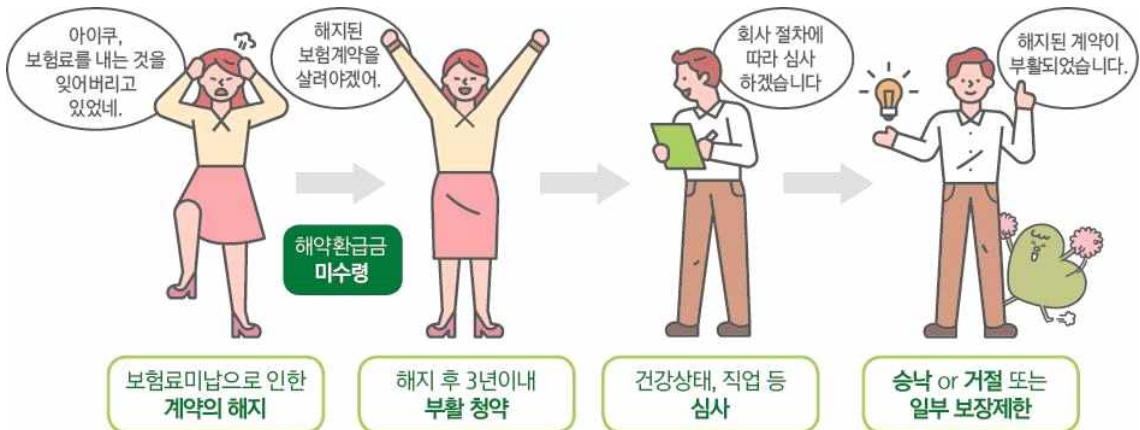 아이쿠,
보험료를 내는 것을
잊어버리고
있었네.
해지된
보험계약을
살려야겠어.
회사 절차에
따라 심사
하겠습니다
해지된 계약이
부활되었습니다.
해약환급금
미수령
보험료미납으로 인한
계약의 해지
해지 후 3년이내
부활 청약
건강상태, 직업 등
심사
승낙 or 거절 또는
일부 보장제한